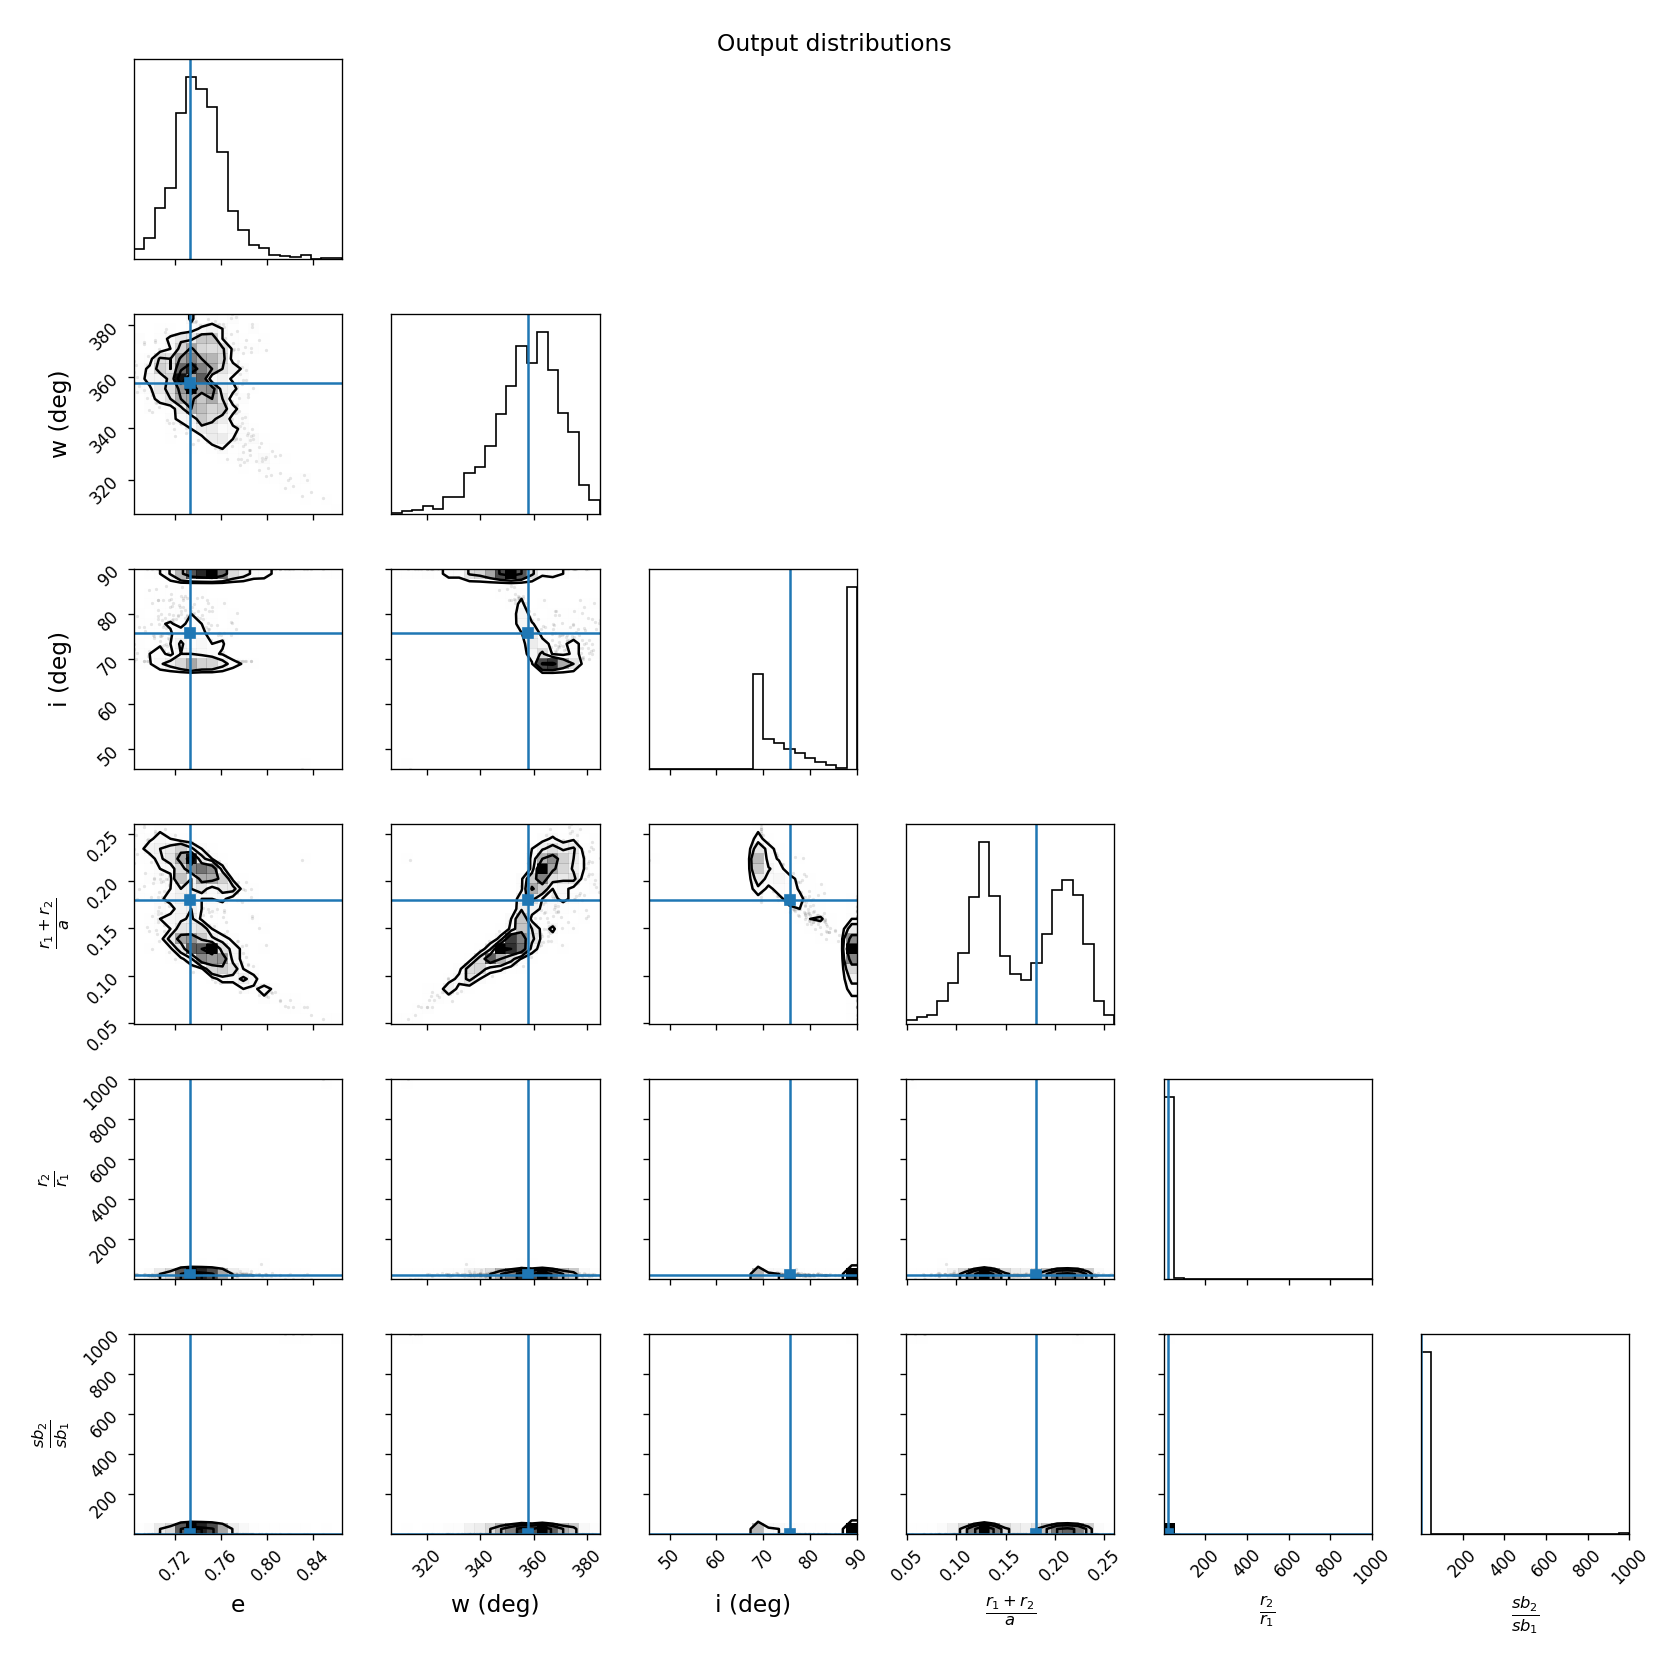 Output distributions
w (deg)
380
360
340
320
i (deg)
90
80
70
60
50
r₁ + r₂
a
0.25
0.20
0.15
0.10
0.05
r₂
r₁
1000
800
600
400
200
sb₂
sb₁
1000
800
600
400
200
0.72 0.76 0.80 0.84 320 340 360 380 50 60 70 80 90 0.05 0.10 0.15 0.20 0.25 200 400 600 800 1000 200 400 600 800 1000
e w (deg) i (deg) r₁ + r₂ r₂ sb₂
a r₁ sb₁